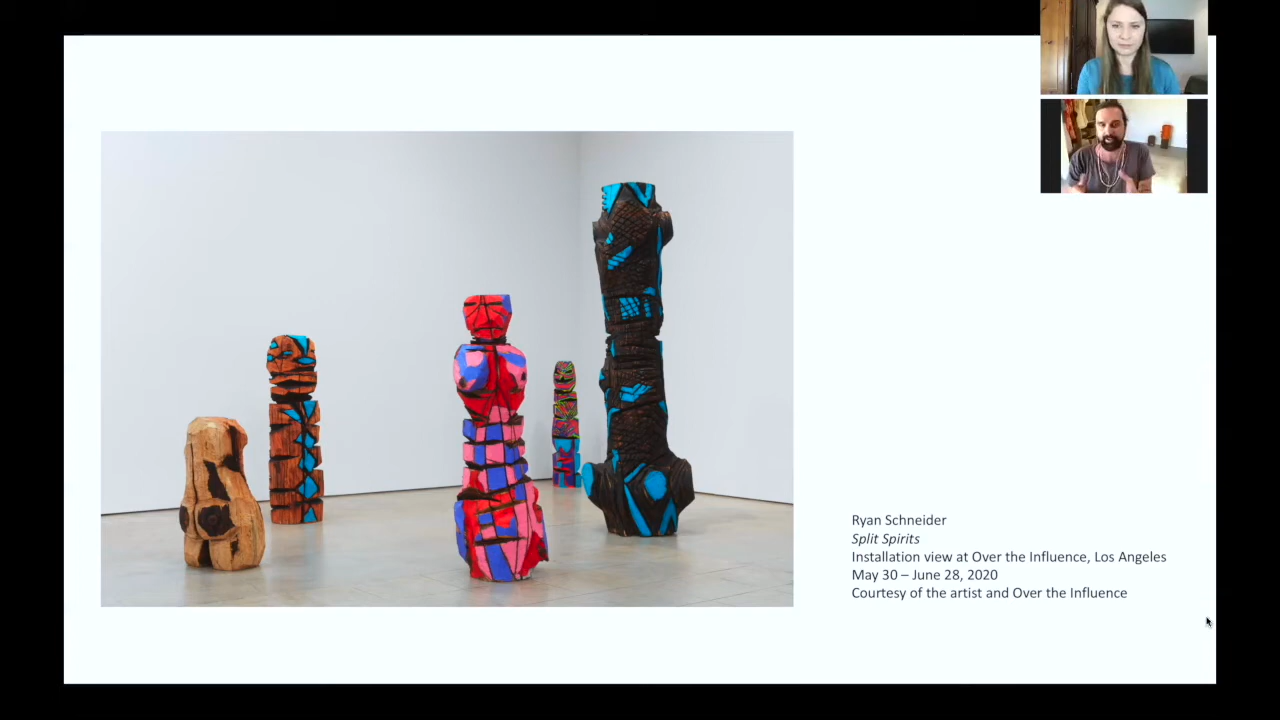 Ryan Schneider
Split Spirits
Installation view at Over the Influence, Los Angeles
May 30 – June 28, 2020
Courtesy of the artist and Over the Influence